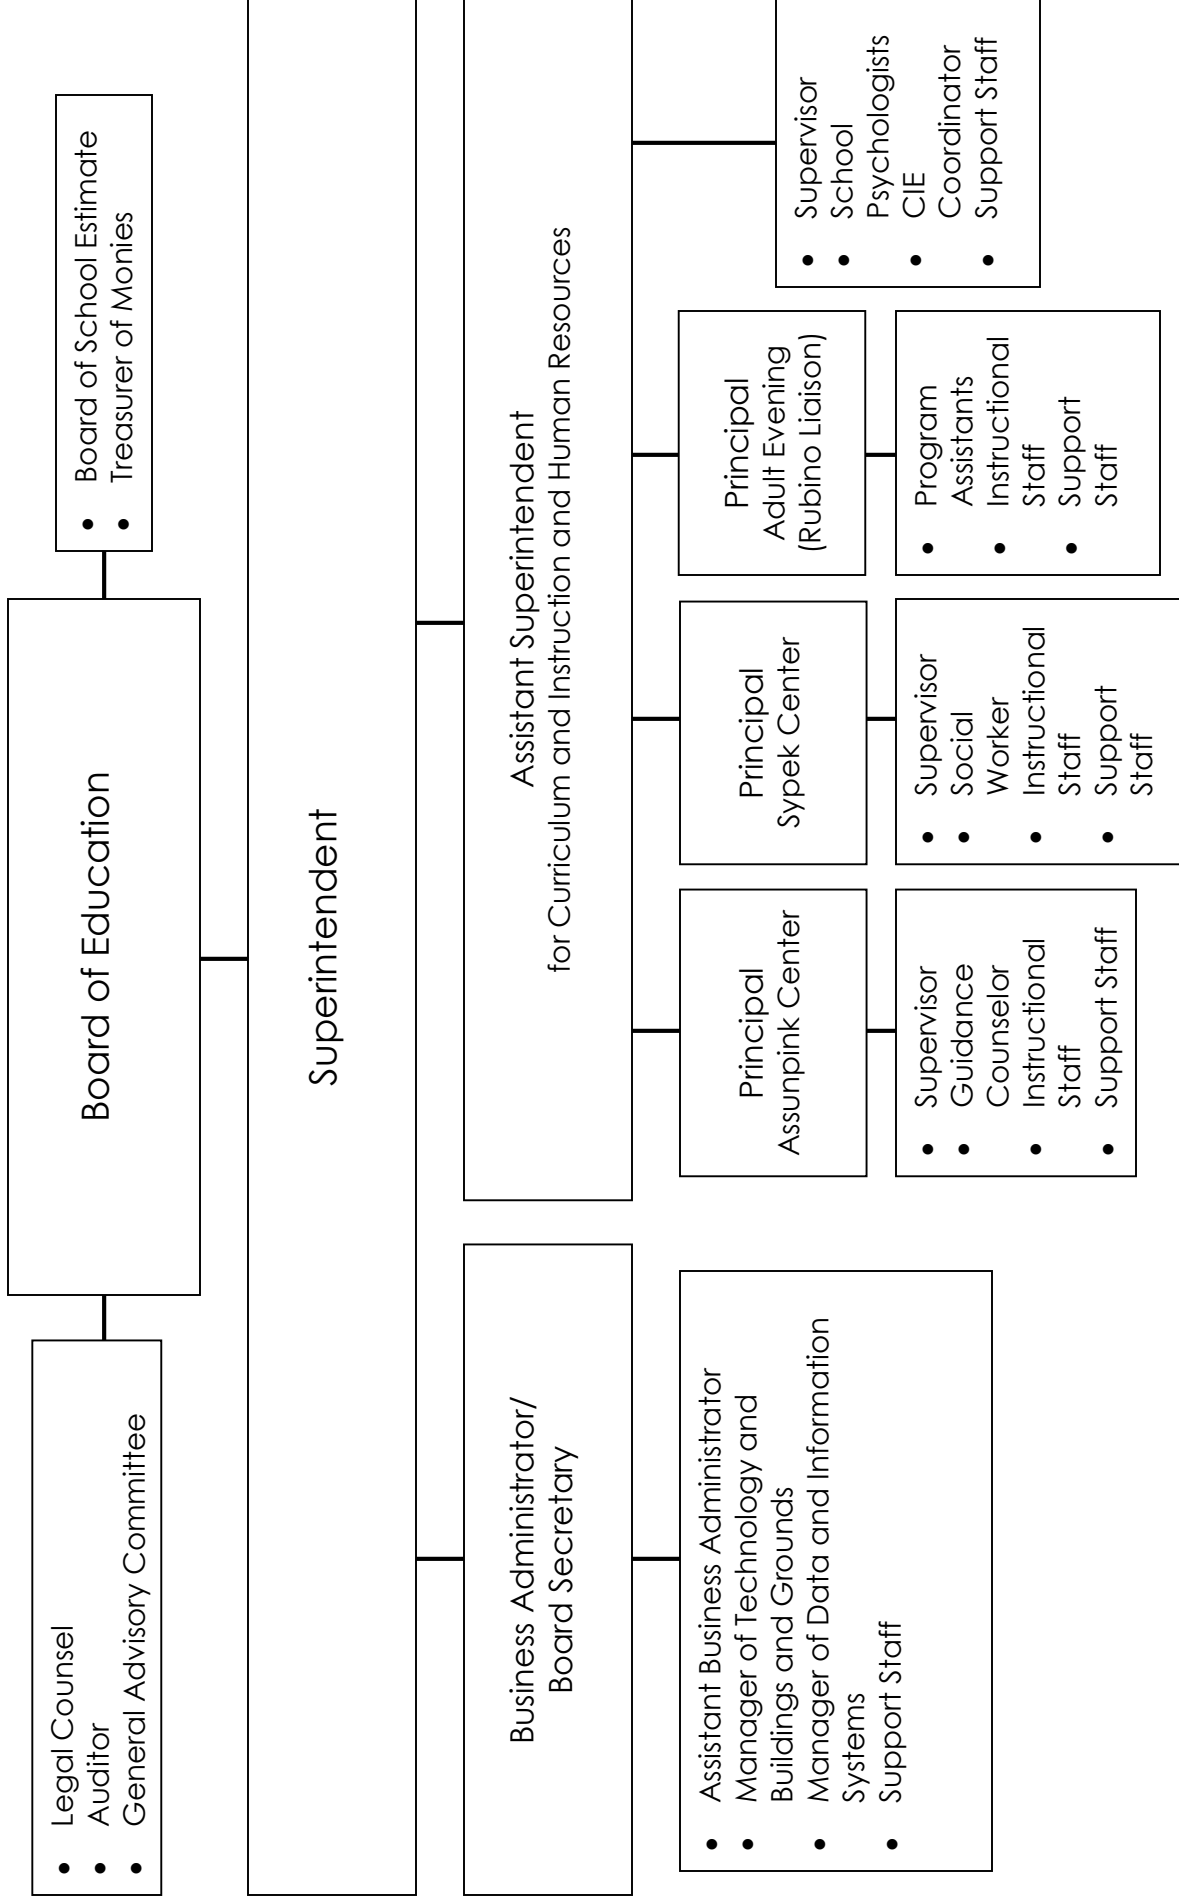 Legal Counsel
Auditor
General Advisory Committee
Board of Education
Board of School Estimate
Treasurer of Monies
Superintendent
Business Administrator/
Board Secretary
Assistant Superintendent
for Curriculum and Instruction and Human Resources
Assistant Business Administrator
Manager of Technology and
Buildings and Grounds
Manager of Data and Information
Systems
Support Staff
Principal
Assunpink Center
Supervisor
Guidance
Counselor
Instructional
Staff
Support Staff
Principal
Sypek Center
Supervisor
Social
Worker
Instructional
Staff
Support
Staff
Principal
Adult Evening
(Rubino Liaison)
Program
Assistants
Instructional
Staff
Support
Staff
Supervisor
School
Psychologists
CIE
Coordinator
Support Staff